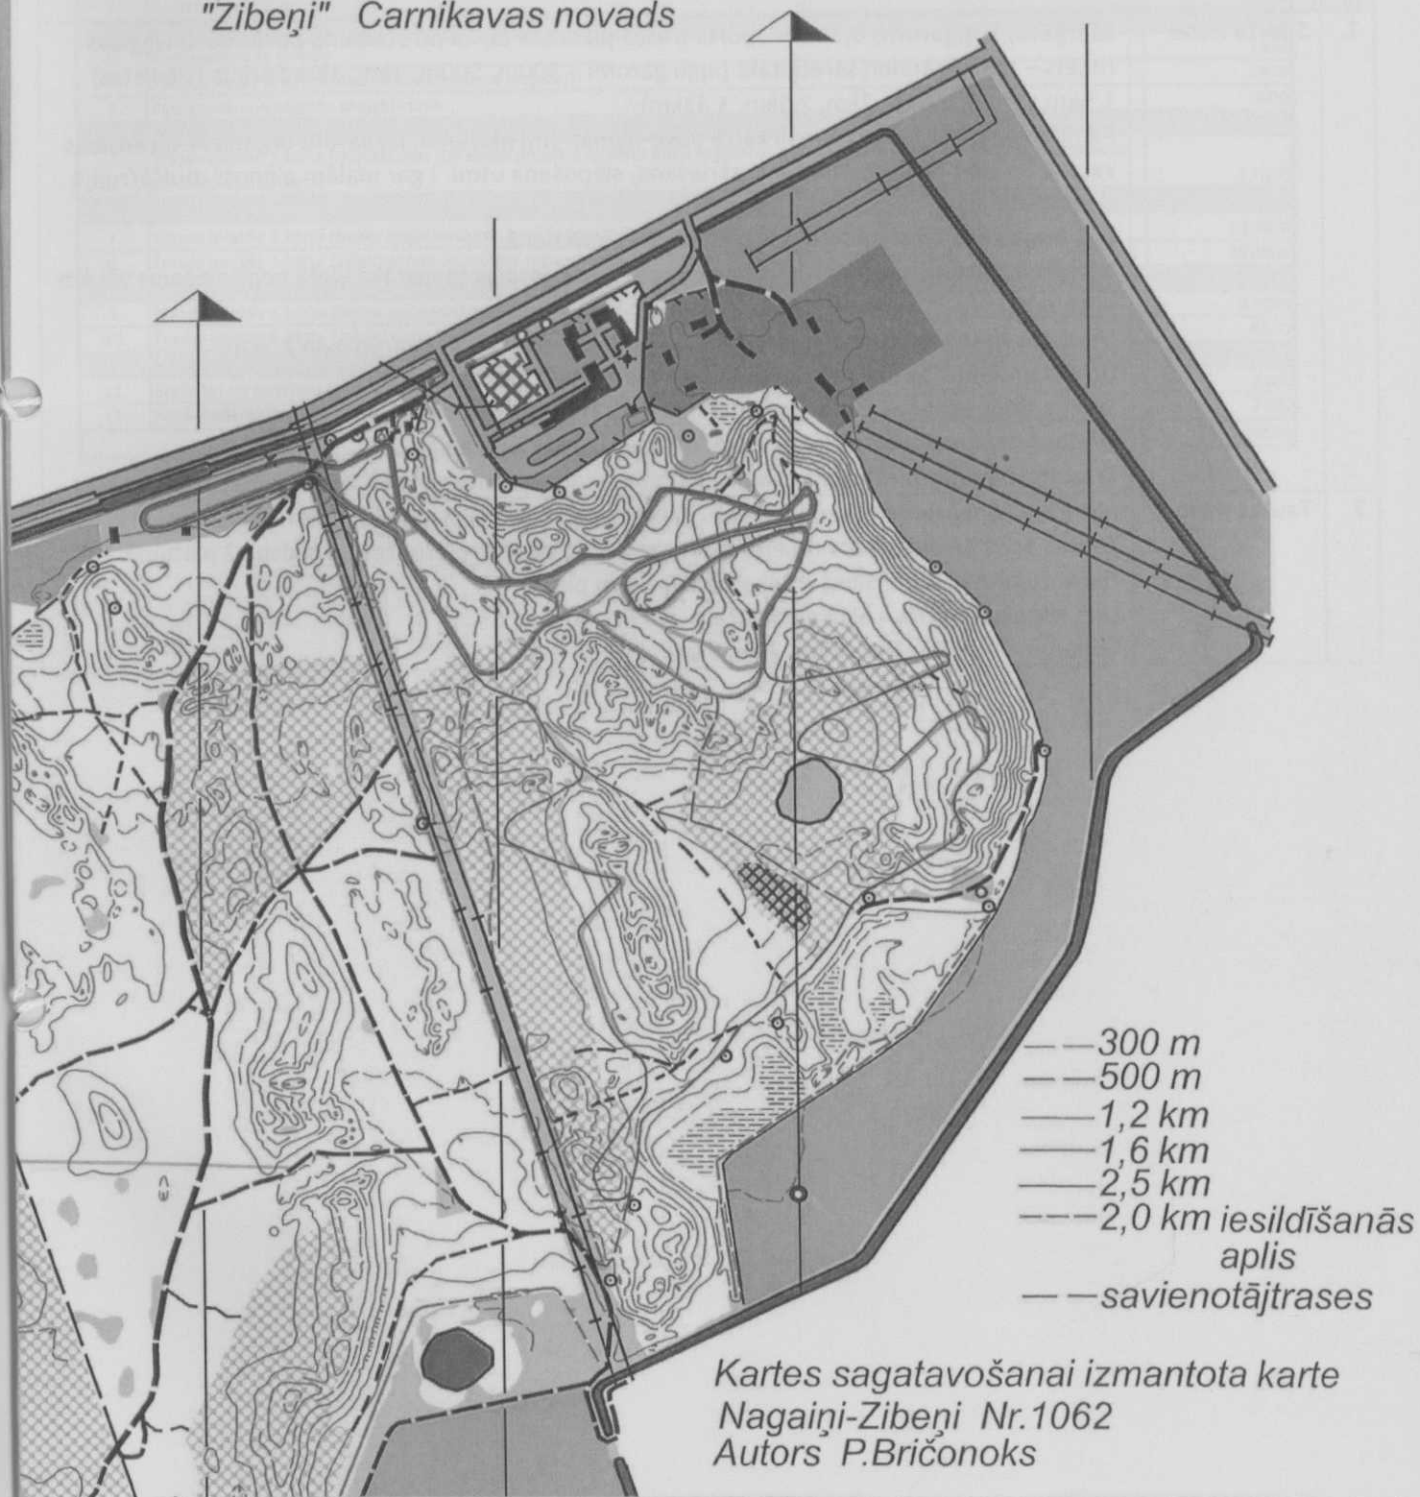 "Zibeņi" Carnikavas novads
300 m
500 m
1,2 km
1,6 km
2,5 km
2,0 km iesildīšanās
aplis
savienotājtrases
Kartes sagatavošanai izmantota karte
Nagaiņi-Zibeņi Nr.1062
Autors P.Bričonoks